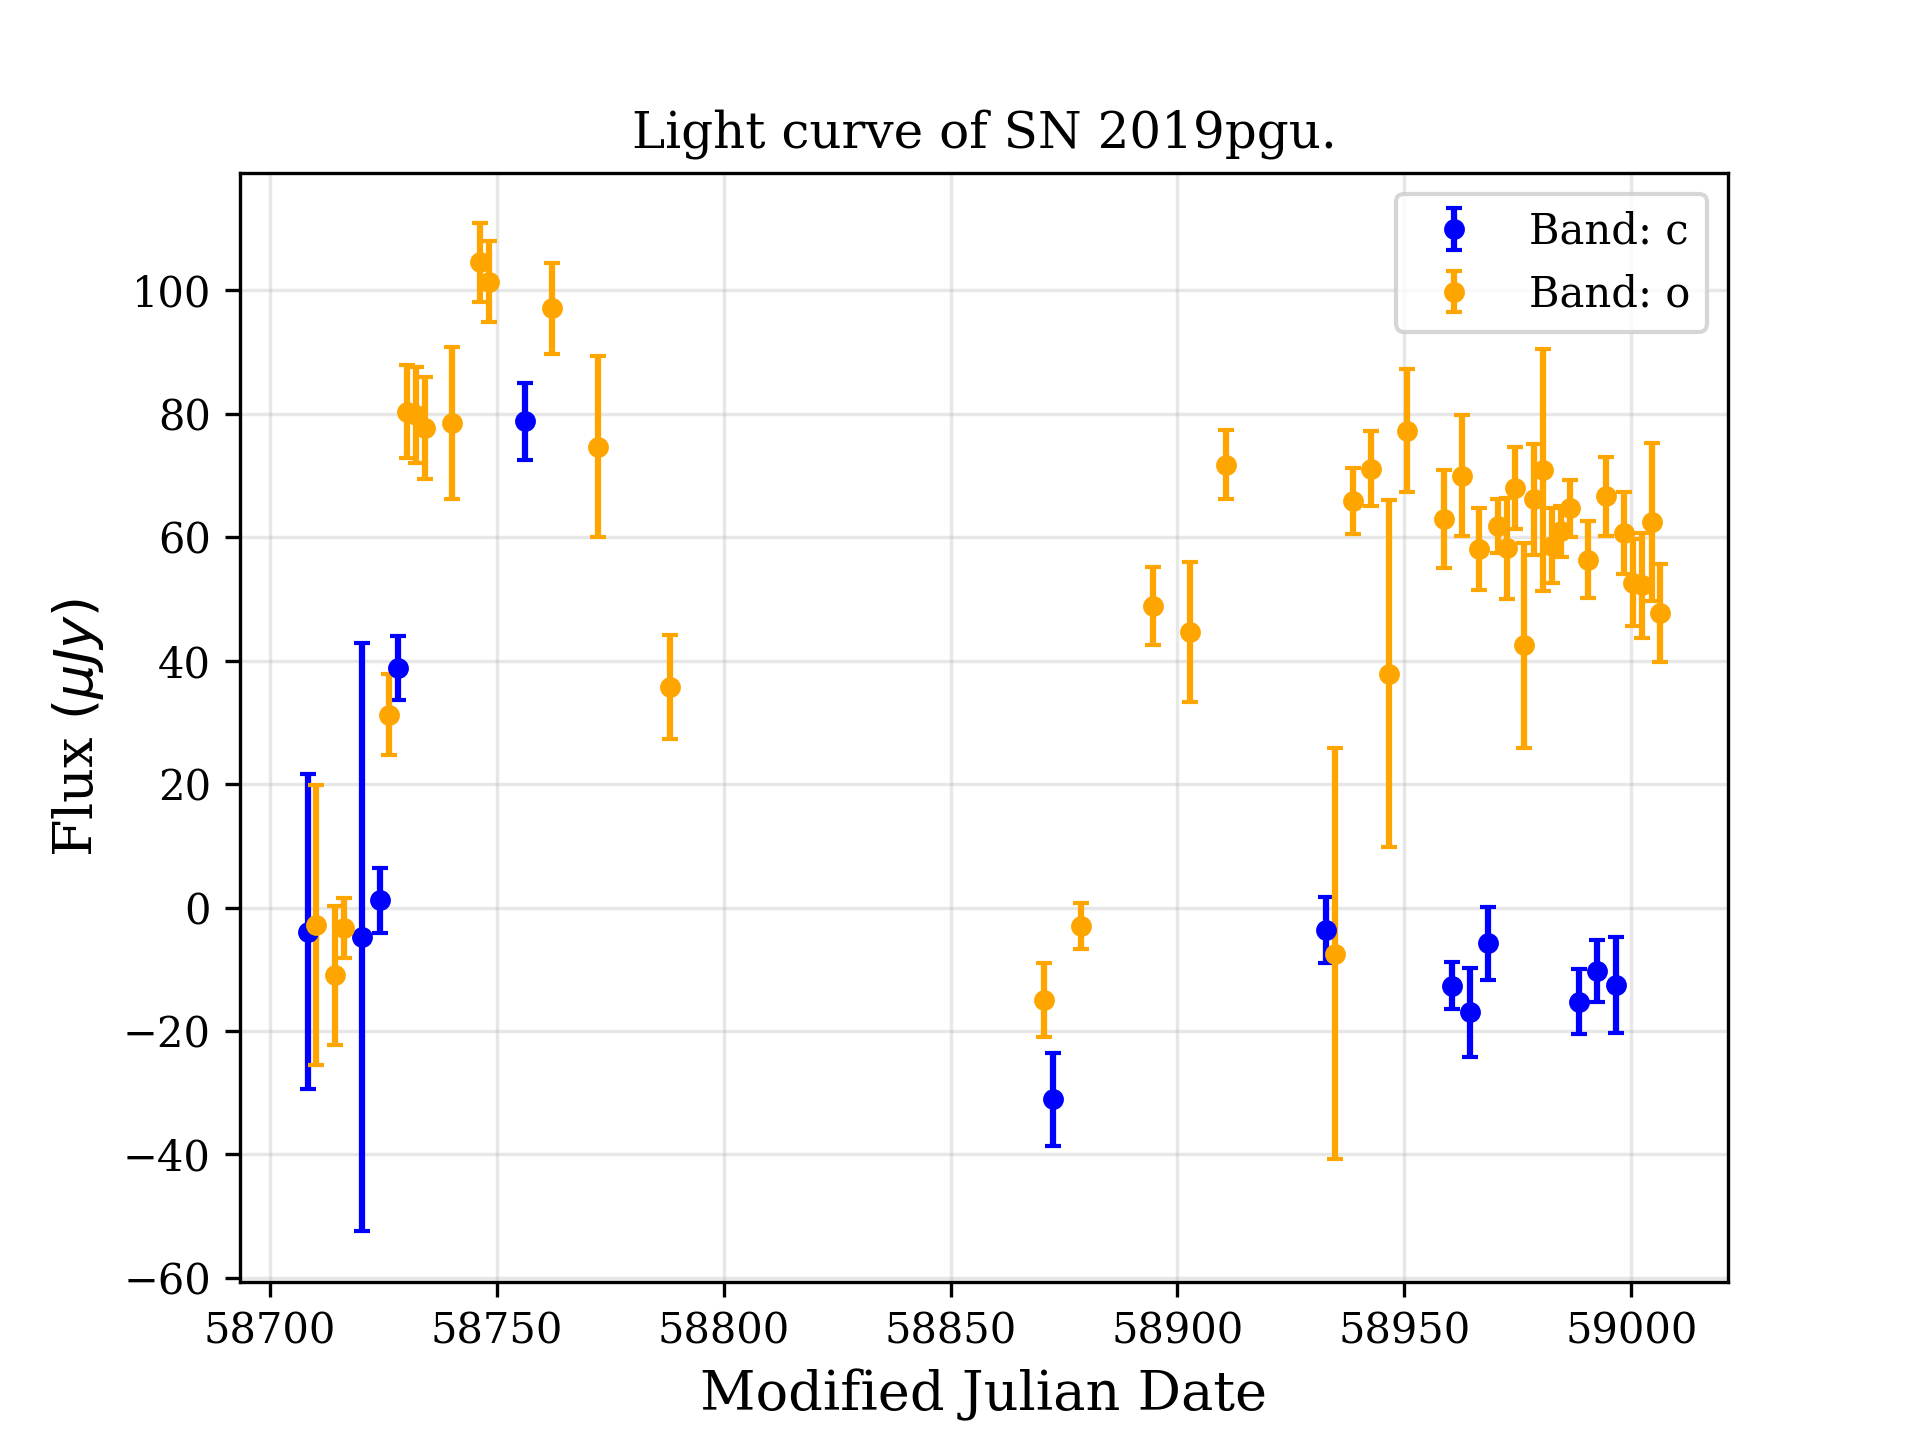 Light curve of SN 2019pgu.
Band: c
Band: o
Flux (μJy)
100
80
60
40
20
0
−20
−40
−60
58700 58750 58800 58850 58900 58950 59000
Modified Julian Date